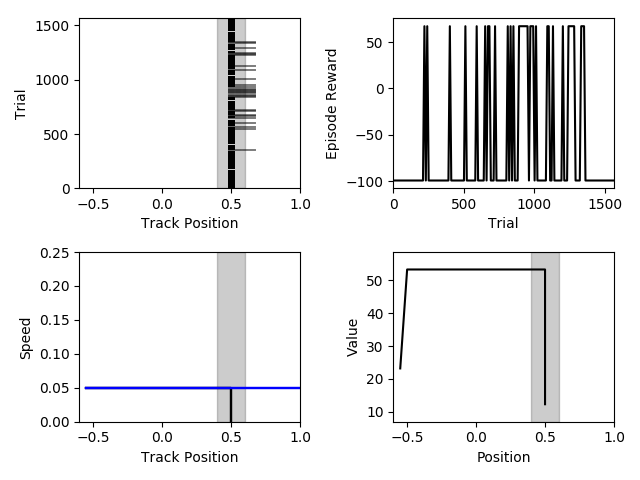 1500
1000
500
0
Trial
−0.5 0.0 0.5 1.0
Track Position
50
0
−50
−100
Episode Reward
0 500 1000 1500
Trial
0.25
0.20
0.15
0.10
0.05
0.00
Speed
−0.5 0.0 0.5 1.0
Track Position
50
40
30
20
10
Value
−0.5 0.0 0.5 1.0
Position